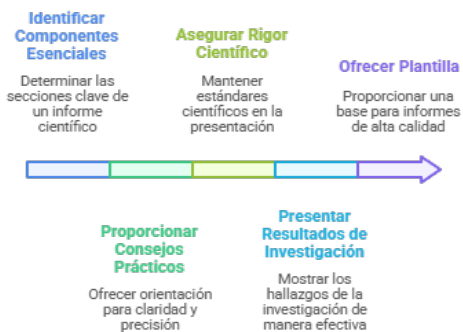 Identificar
Componentes
Esenciales
Determinar las
secciones clave de
un informe
científico
Asegurar Rigor
Científico
Mantener
estándares
científicos en la
presentación
Ofrecer Plantilla
Proporcionar una
base para informes
de alta calidad
Proporcionar
Consejos
Prácticos
Ofrecer orientación
para claridad y
precisión
Presentar
Resultados de
Investigación
Mostrar los
hallazgos de la
investigación de
manera efectiva